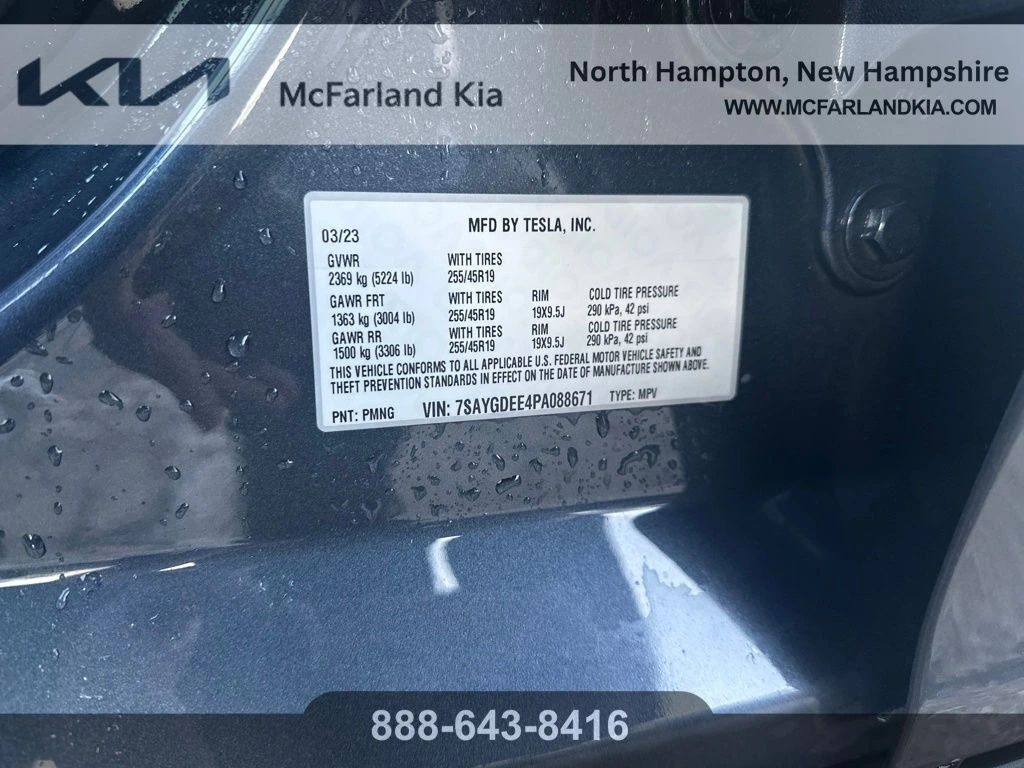 KIA
McFarland Kia
North Hampton, New Hampshire
WWW.MCFARLANDKIA.COM
MFD BY TESLA, INC.
03/23
GVWR WITH TIRES
2369 kg (5224 lb) 255/45R19
GAWR FRT WITH TIRES RIM COLD TIRE PRESSURE
1363 kg (3004 lb) 255/45R19 19X9.5J 290 kPa, 42 psi
GAWR RR WITH TIRES RIM COLD TIRE PRESSURE
1500 kg (3306 lb) 255/45R19 19X9.5J 290 kPa, 42 psi
THIS VEHICLE CONFORMS TO ALL APPLICABLE U.S. FEDERAL MOTOR VEHICLE SAFETY AND
THEFT PREVENTION STANDARDS IN EFFECT ON THE DATE OF MANUFACTURE SHOWN ABOVE.
PNT: PMNG VIN: 7SAYGDEE4PA088671 TYPE: MPV
888-643-8416